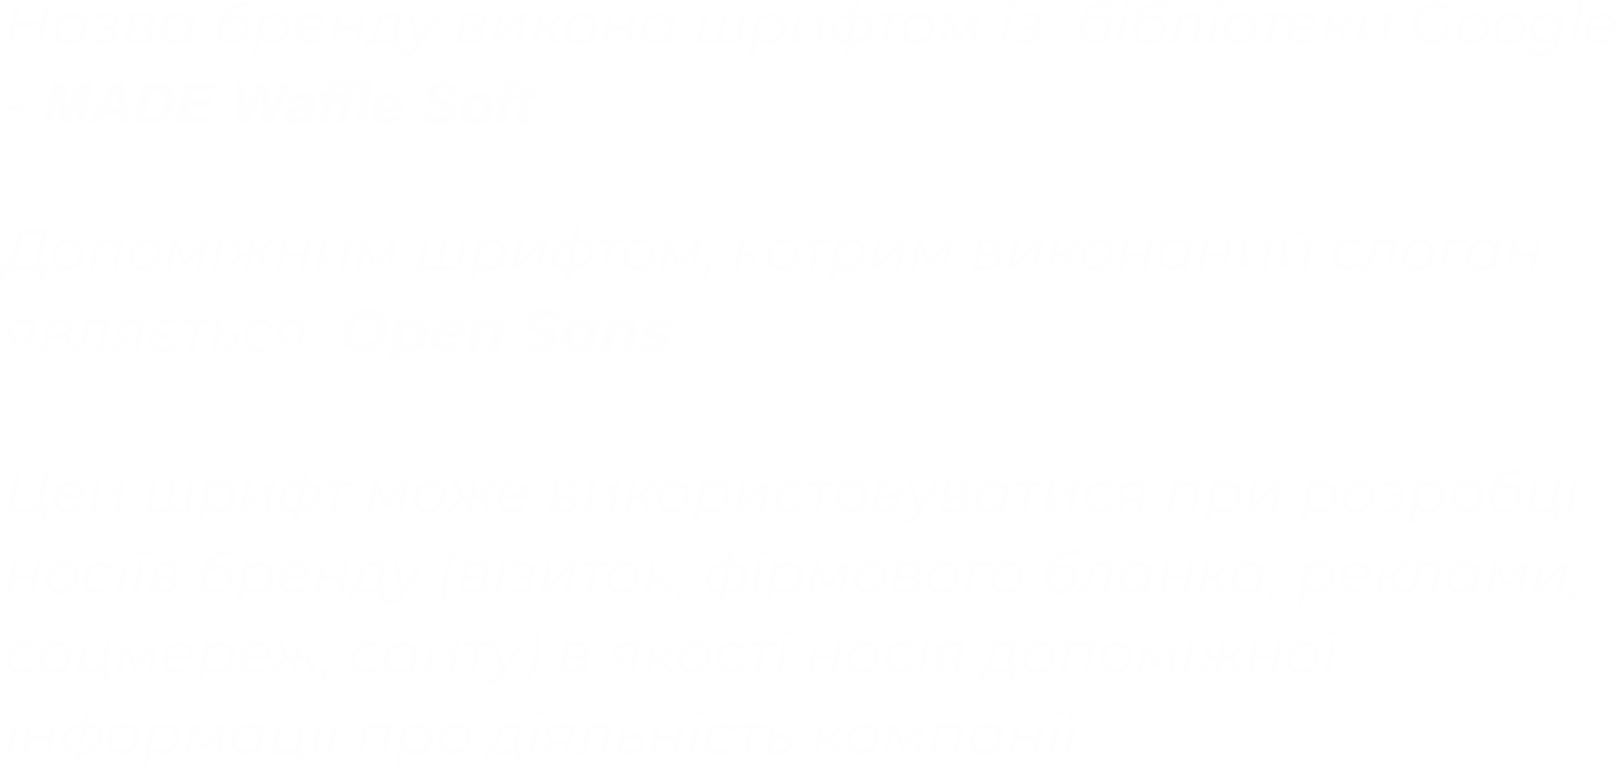 Назва бренду викона шрифтом із бібліотеки Google
- MADE Waffle Soft
Допоміжним шрифтом, котрим виконаний слоган
являється Open Sans
Цей шрифт може використовуватися при розробці
носіїв бренду (візиток, фірмового бланка, реклами,
соцмереж, сайту) в якості носія допоміжної
інформації про діяльність компанії